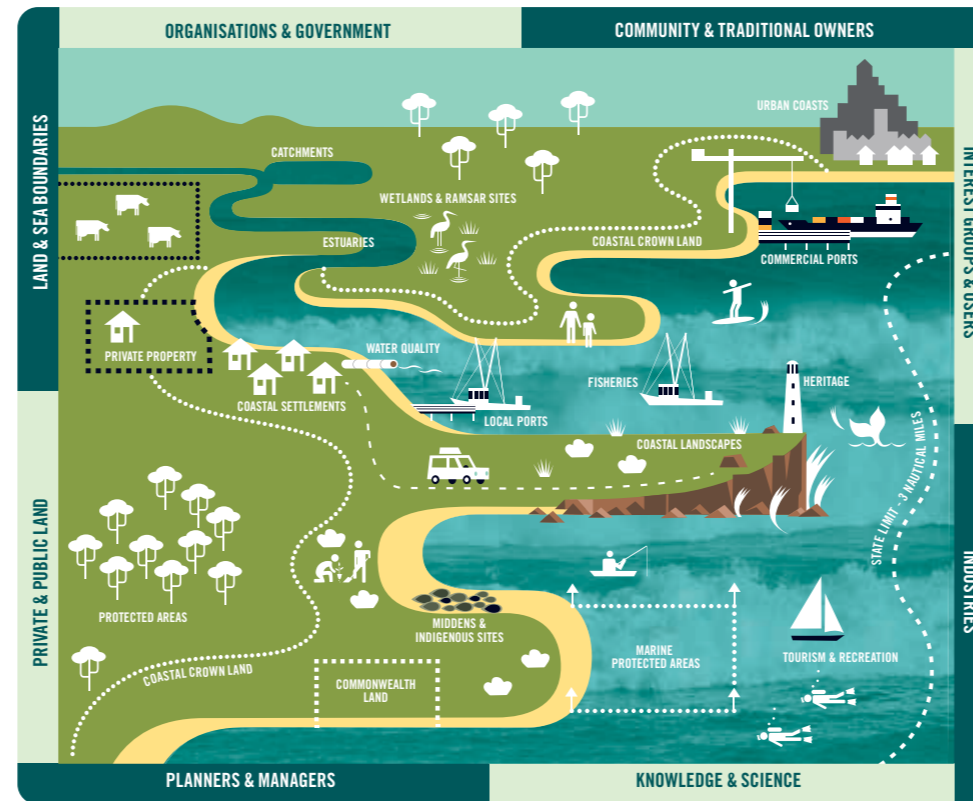 ORGANISATIONS & GOVERNMENT
COMMUNITY & TRADITIONAL OWNERS
LAND & SEA BOUNDARIES
INTEREST GROUPS & USERS
URBAN COASTS
CATCHMENTS
WETLANDS & RAMSAR SITES
ESTUARIES
COASTAL CROWN LAND
COMMERCIAL PORTS
PRIVATE PROPERTY
WATER QUALITY
COASTAL SETTLEMENTS
LOCAL PORTS
FISHERIES
HERITAGE
COASTAL LANDSCAPES
STATE LIMIT - 3 NAUTICAL MILES
PRIVATE & PUBLIC LAND
INDUSTRIES
PROTECTED AREAS
MIDDENS &
INDIGENOUS SITES
MARINE
PROTECTED AREAS
TOURISM & RECREATION
COASTAL CROWN LAND
COMMONWEALTH
LAND
PLANNERS & MANAGERS
KNOWLEDGE & SCIENCE